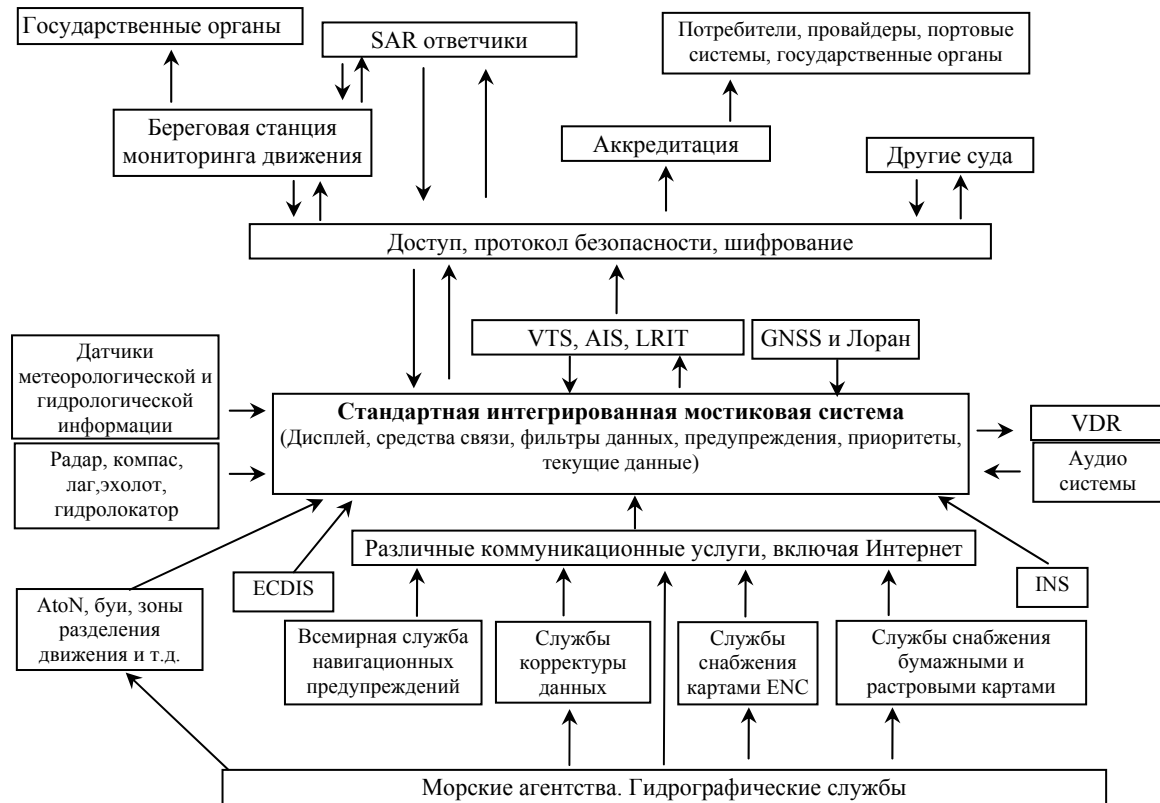 Государственные органы
SAR ответчики
Потребители, провайдеры, портовые
системы, государственные органы
Береговая станция
мониторинга движения
Аккредитация
Другие суда
Доступ, протокол безопасности, шифрование
VTS, AIS, LRIT
GNSS и Лоран
Датчики
метеорологической и
гидрологической
информации
Стандартная интегрированная мостиковая система
(Дисплей, средства связи, фильтры данных, предупреждения, приоритеты,
текущие данные)
VDR
Радар, компас,
лаг,эхолот,
гидролокатор
Аудио
системы
Различные коммуникационные услуги, включая Интернет
ECDIS
INS
AtoN, буи, зоны
разделения
движения и т.д.
Всемирная служба
навигационных
предупреждений
Службы
корректуры
данных
Службы
снабжения
картами ENC
Службы снабжения
бумажными и
растровыми картами
Морские агентства. Гидрографические службы